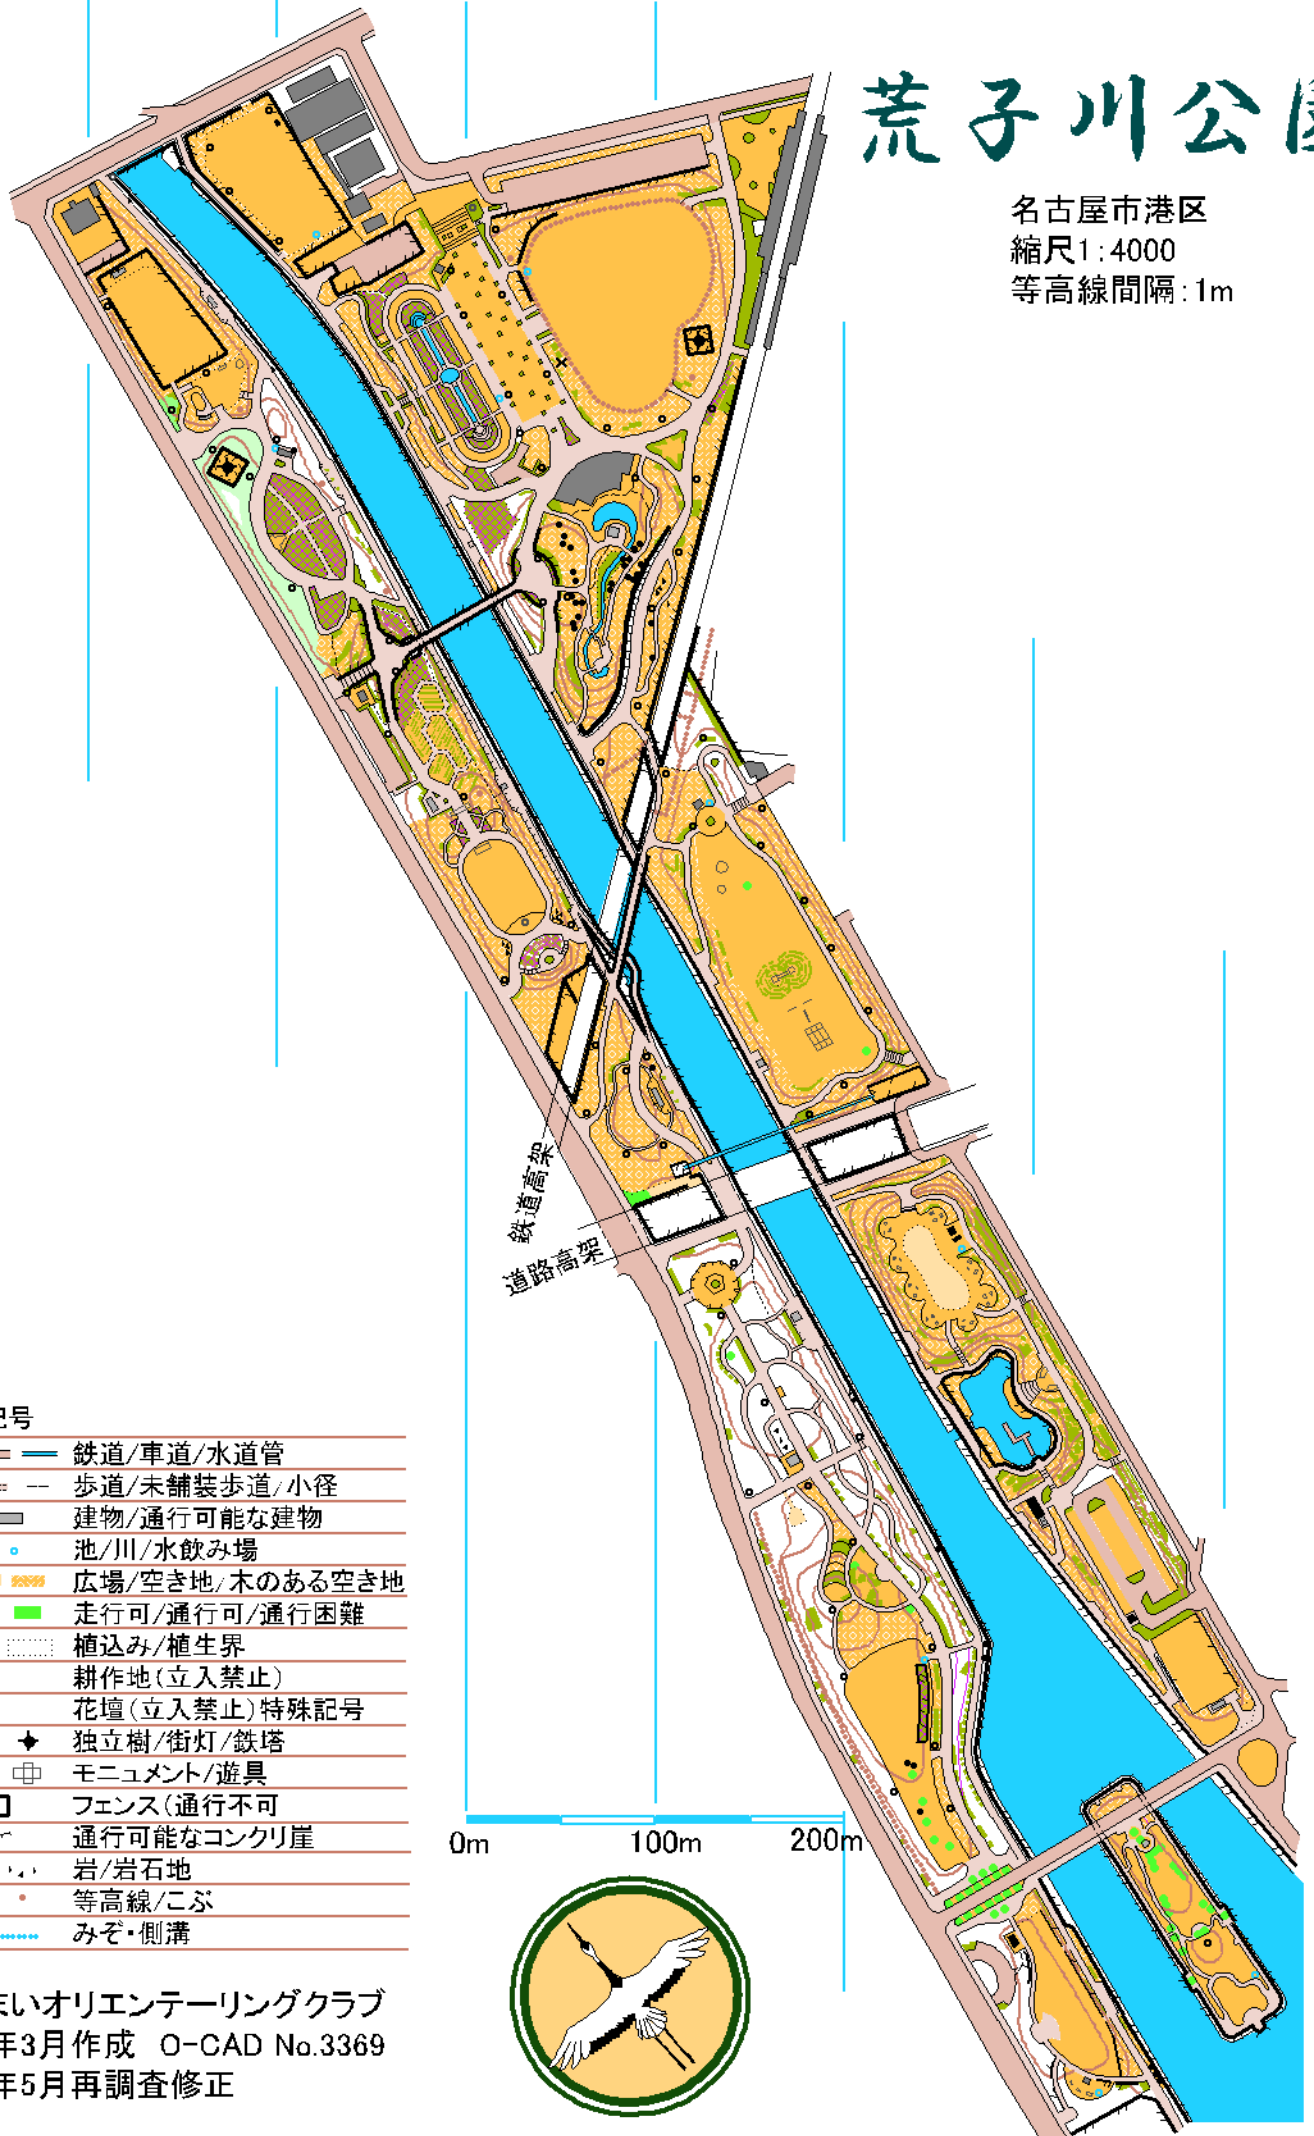 荒子川公園
名古屋市港区
縮尺1:4000
等高線間隔:1m
鉄道高架
道路高架
記号
鉄道/車道/水道管
歩道/未舗装歩道/小径
建物/通行可能な建物
池/川/水飲み場
広場/空き地/木のある空き地
走行可/通行可/通行困難
植込み/植生界
耕作地(立入禁止)
花壇(立入禁止)特殊記号
独立樹/街灯/鉄塔
モニュメント/遊具
フェンス(通行不可
通行可能なコンクリ崖
岩/岩石地
等高線/こぶ
みぞ・側溝
0m 100m 200m
まいオリエンテーリングクラブ
年3月作成 O-CAD No.3369
年5月再調査修正